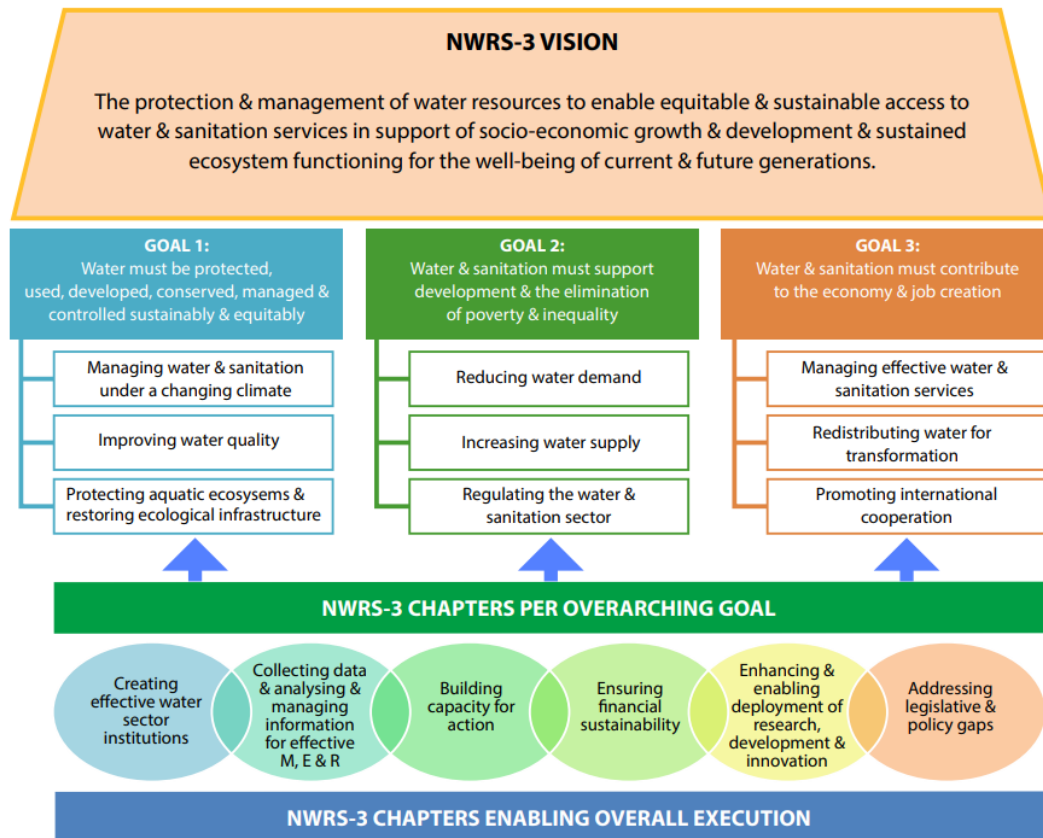 NWRS-3 VISION
The protection & management of water resources to enable equitable & sustainable access to
water & sanitation services in support of socio-economic growth & development & sustained
ecosystem functioning for the well-being of current & future generations.
GOAL 1:
Water must be protected,
used, developed, conserved, managed &
controlled sustainably & equitably
Managing water & sanitation
under a changing climate
Improving water quality
Protecting aquatic ecosysems &
restoring ecological infrastructure
GOAL 2:
Water & sanitation must support
development & the elimination
of poverty & inequality
Reducing water demand
Increasing water supply
Regulating the water &
sanitation sector
GOAL 3:
Water & sanitation must contribute
to the economy & job creation
Managing effective water &
sanitation services
Redistributing water for
transformation
Promoting international
cooperation
NWRS-3 CHAPTERS PER OVERARCHING GOAL
Creating
effective water
sector
institutions
Collecting data
& analysing &
managing
information
for effective
M, E & R
Building
capacity for
action
Ensuring
financial
sustainability
Enhancing &
enabling
deployment of
research,
development &
innovation
Addressing
legislative &
policy gaps
NWRS-3 CHAPTERS ENABLING OVERALL EXECUTION